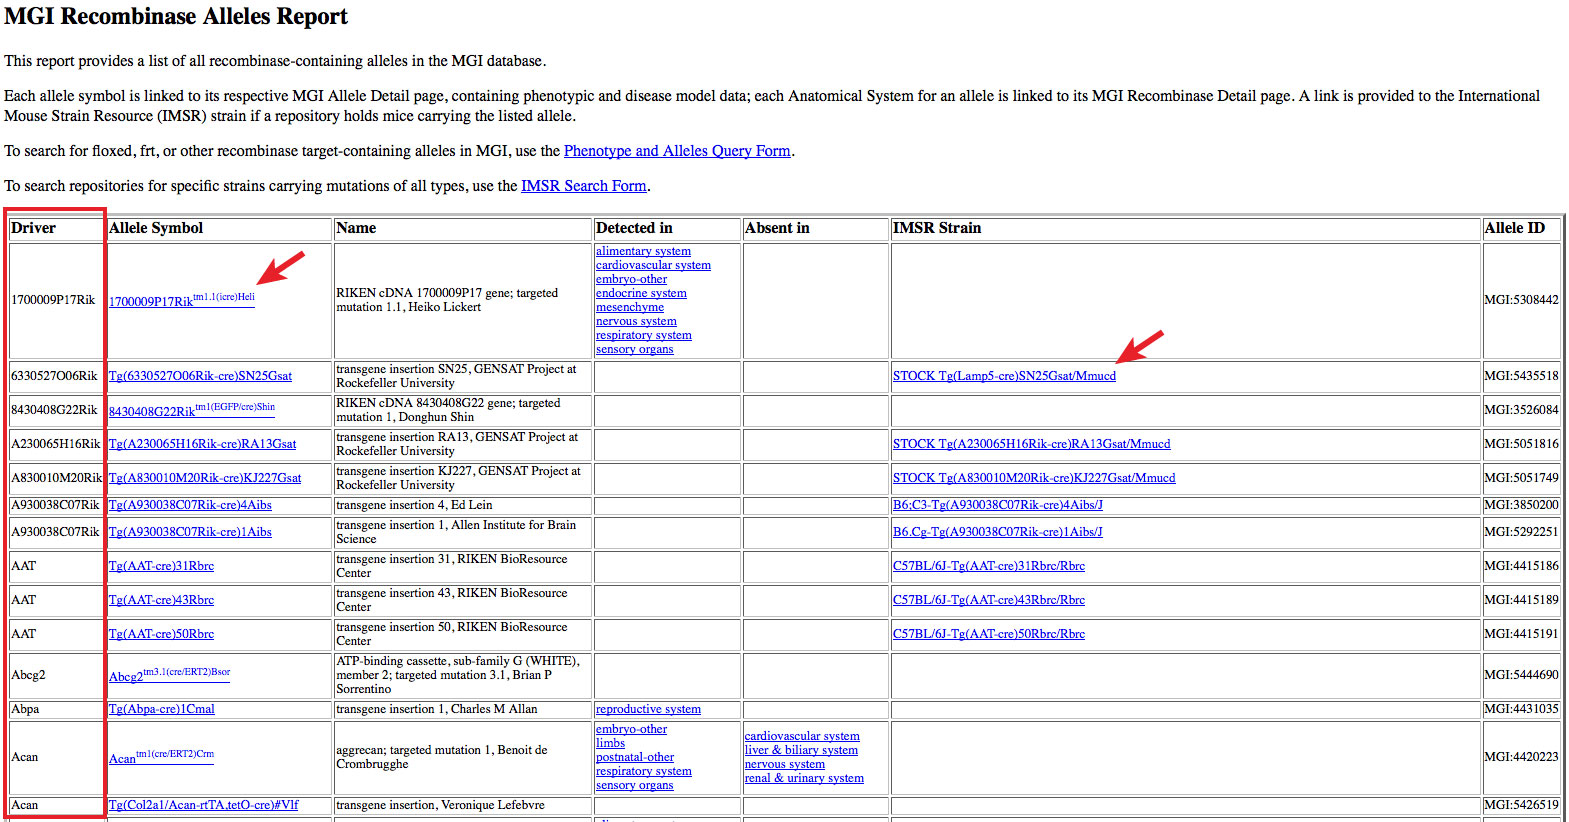 MGI Recombinase Alleles Report
This report provides a list of all recombinase-containing alleles in the MGI database.
Each allele symbol is linked to its respective MGI Allele Detail page, containing phenotypic and disease model data; each Anatomical System for an allele is linked to its MGI Recombinase Detail page. A link is provided to the International
Mouse Strain Resource (IMSR) strain if a repository holds mice carrying the listed allele.
To search for floxed, frt, or other recombinase target-containing alleles in MGI, use the Phenotype and Alleles Query Form.
To search repositories for specific strains carrying mutations of all types, use the IMSR Search Form.
Driver Allele Symbol Name Detected in Absent in IMSR Strain Allele ID
1700009P17Rik 1700009P17Riktm1.1(icre)Heli
RIKEN cDNA 1700009P17 gene; targeted
mutation 1.1, Heiko Lickert
alimentary system
cardiovascular system
embryo-other
endocrine system
mesenchyme
nervous system
respiratory system
sensory organs
MGI:5308442
6330527O06Rik Tg(6330527O06Rik-cre)SN25Gsat
transgene insertion SN25, GENSAT Project at
Rockefeller University
STOCK Tg(Lamp5-cre)SN25Gsat/Mmucd MGI:5435518
8430408G22Rik 8430408G22Riktm1(EGFP/cre)Shin
RIKEN cDNA 8430408G22 gene; targeted
mutation 1, Donghun Shin
MGI:3526084
A230065H16Rik Tg(A230065H16Rik-cre)RA13Gsat
transgene insertion RA13, GENSAT Project at
Rockefeller University
STOCK Tg(A230065H16Rik-cre)RA13Gsat/Mmucd MGI:5051816
A830010M20Rik Tg(A830010M20Rik-cre)KJ227Gsat
transgene insertion KJ227, GENSAT Project at
Rockefeller University
STOCK Tg(A830010M20Rik-cre)KJ227Gsat/Mmucd MGI:5051749
A930038C07Rik Tg(A930038C07Rik-cre)4Aibs transgene insertion 4, Ed Lein B6;C3-Tg(A930038C07Rik-cre)4Aibs/J MGI:3850200
A930038C07Rik Tg(A930038C07Rik-cre)1Aibs
transgene insertion 1, Allen Institute for Brain
Science
B6.Cg-Tg(A930038C07Rik-cre)1Aibs/J MGI:5292251
AAT Tg(AAT-cre)31Rbrc
transgene insertion 31, RIKEN BioResource
Center
C57BL/6J-Tg(AAT-cre)31Rbrc/Rbrc MGI:4415186
AAT Tg(AAT-cre)43Rbrc
transgene insertion 43, RIKEN BioResource
Center
C57BL/6J-Tg(AAT-cre)43Rbrc/Rbrc MGI:4415189
AAT Tg(AAT-cre)50Rbrc
transgene insertion 50, RIKEN BioResource
Center
C57BL/6J-Tg(AAT-cre)50Rbrc/Rbrc MGI:4415191
Abcg2 Abcg2tm3.1(cre/ERT2)Bsor
ATP-binding cassette, sub-family G (WHITE),
member 2; targeted mutation 3.1, Brian P
Sorrentino
MGI:5444690
Abpa Tg(Abpa-cre)1Cmal transgene insertion 1, Charles M Allan reproductive system MGI:4431035
Acan Acantm1(cre/ERT2)Crm
aggrecan; targeted mutation 1, Benoit de
Crombrugghe
embryo-other
limbs
postnatal-other
respiratory system
sensory organs
cardiovascular system
liver & biliary system
nervous system
renal & urinary system
MGI:4420223
Acan Tg(Col2a1/Acan-rtTA,tetO-cre)#Vlf transgene insertion, Veronique Lefebvre MGI:5426519